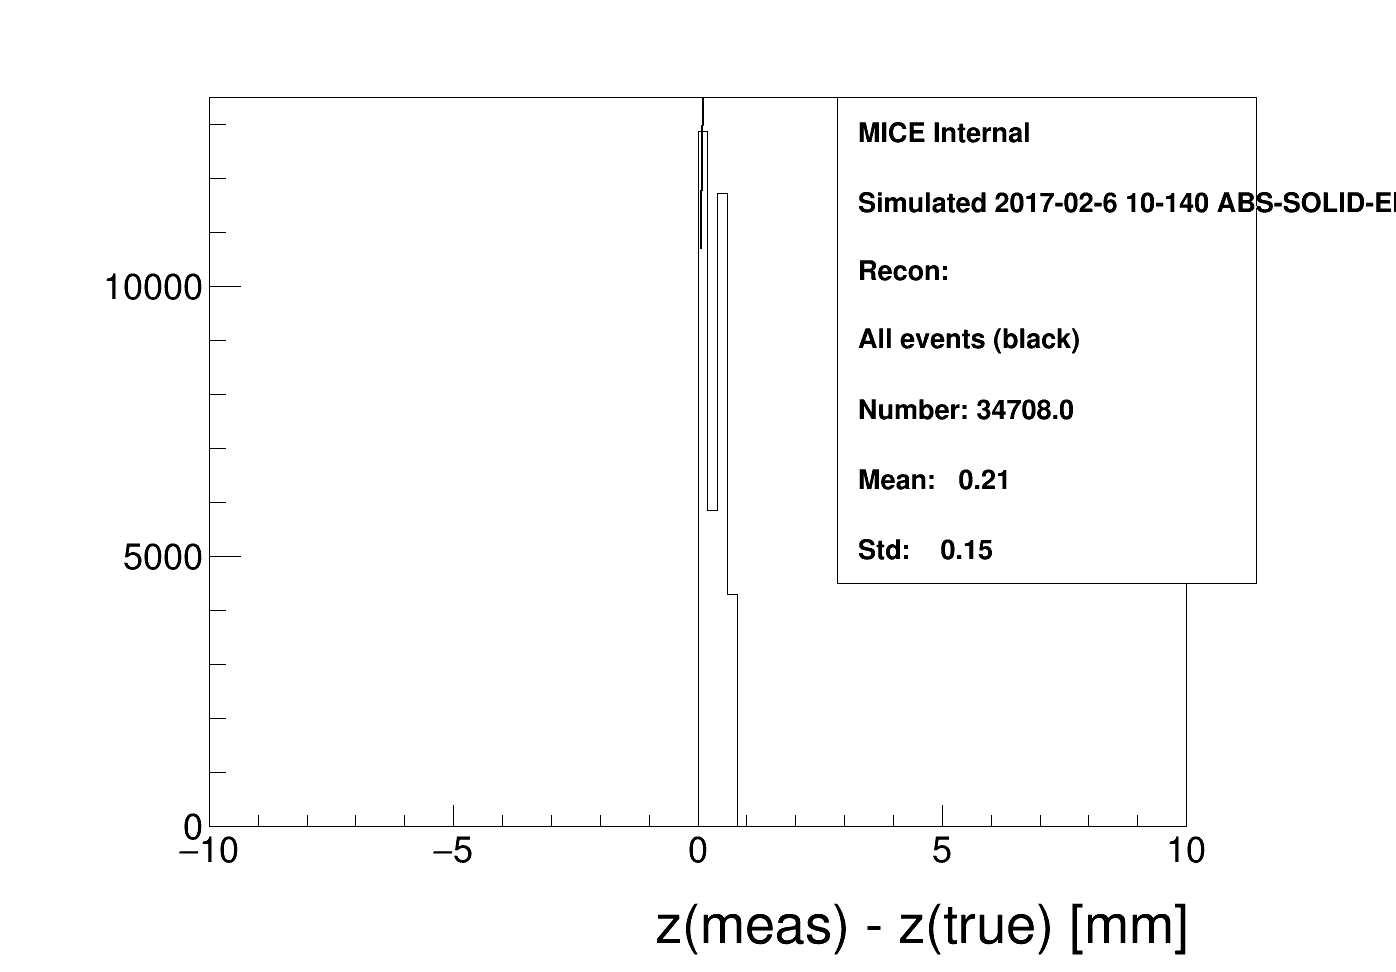 MICE Internal
Simulated 2017-02-6 10-140 ABS-SOLID-
Recon:
All events (black)
Number: 34708.0
Mean: 0.21
Std: 0.15
10000
5000
0
−10 −5 0 5 10
z(meas) - z(true) [mm]